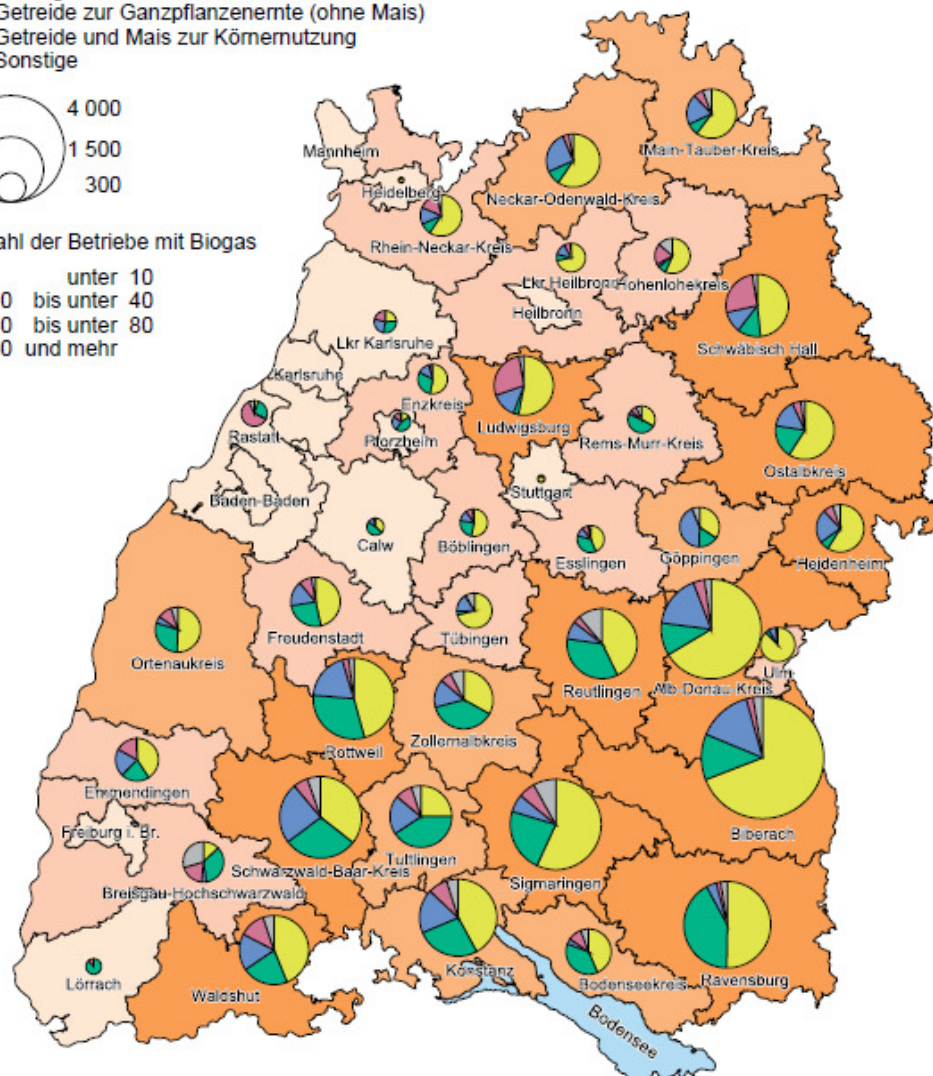 Getreide zur Ganzpflanzenernte (ohne Mais)
Getreide und Mais zur Körnernutzung
Sonstige
4 000
1 500
300
ahl der Betriebe mit Biogas
unter 10
0 bis unter 40
0 bis unter 80
0 und mehr
Main-Tauber-Kreis
Mannheim
Heidelberg
Neckar-Odenwald-Kreis
Rhein-Neckar-Kreis
Lkr Heilbronn
Hohenlohekreis
Heilbronn
Lkr Karlsruhe
Schwäbisch Hall
Karlsruhe
Enzkreis
Ludwigsburg
Rastatt
Pforzheim
Rems-Murr-Kreis
Ostalbkreis
Stuttgart
Baden-Baden
Calw
Böblingen
Esslingen
Göppingen
Heidenheim
Freudenstadt
Tübingen
Ortenaukreis
Reutlingen
Alb-Donau-Kreis
Ulm
Rottweil
Zollernalbkreis
Emmendingen
Biberach
Freiburg i. Br.
Tuttlingen
Schwarzwald-Baar-Kreis
Sigmaringen
Breisgau-Hochschwarzwald
Konstanz
Lörrach
Bodenseekreis
Ravensburg
Waldshut
Bodensee